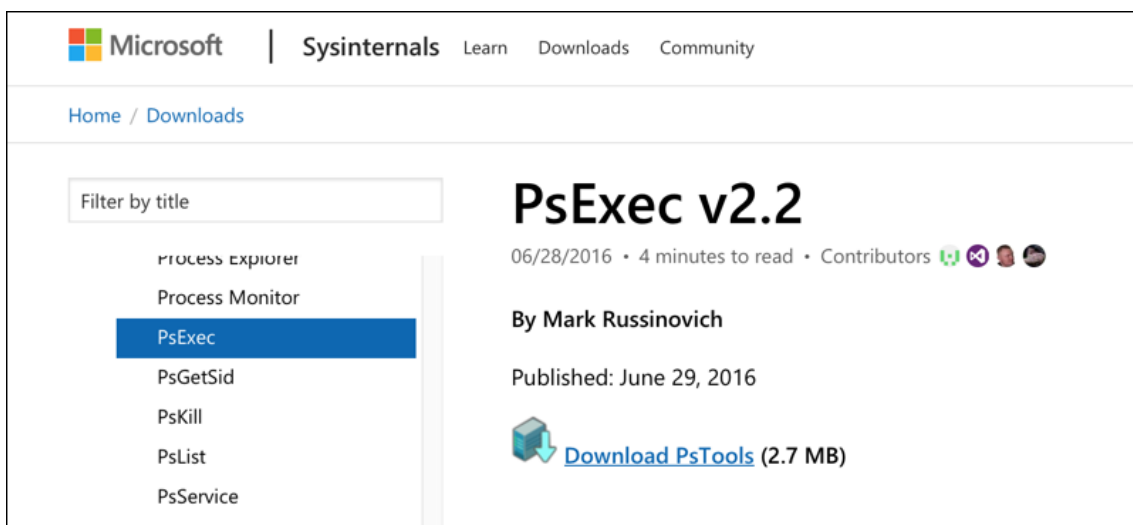 Microsoft | Sysinternals Learn Downloads Community
Home / Downloads
Filter by title
Process Explorer
Process Monitor
PsExec
PsGetSid
PsKill
PsList
PsService
PsExec v2.2
06/28/2016 • 4 minutes to read • Contributors
By Mark Russinovich
Published: June 29, 2016
Download PsTools (2.7 MB)